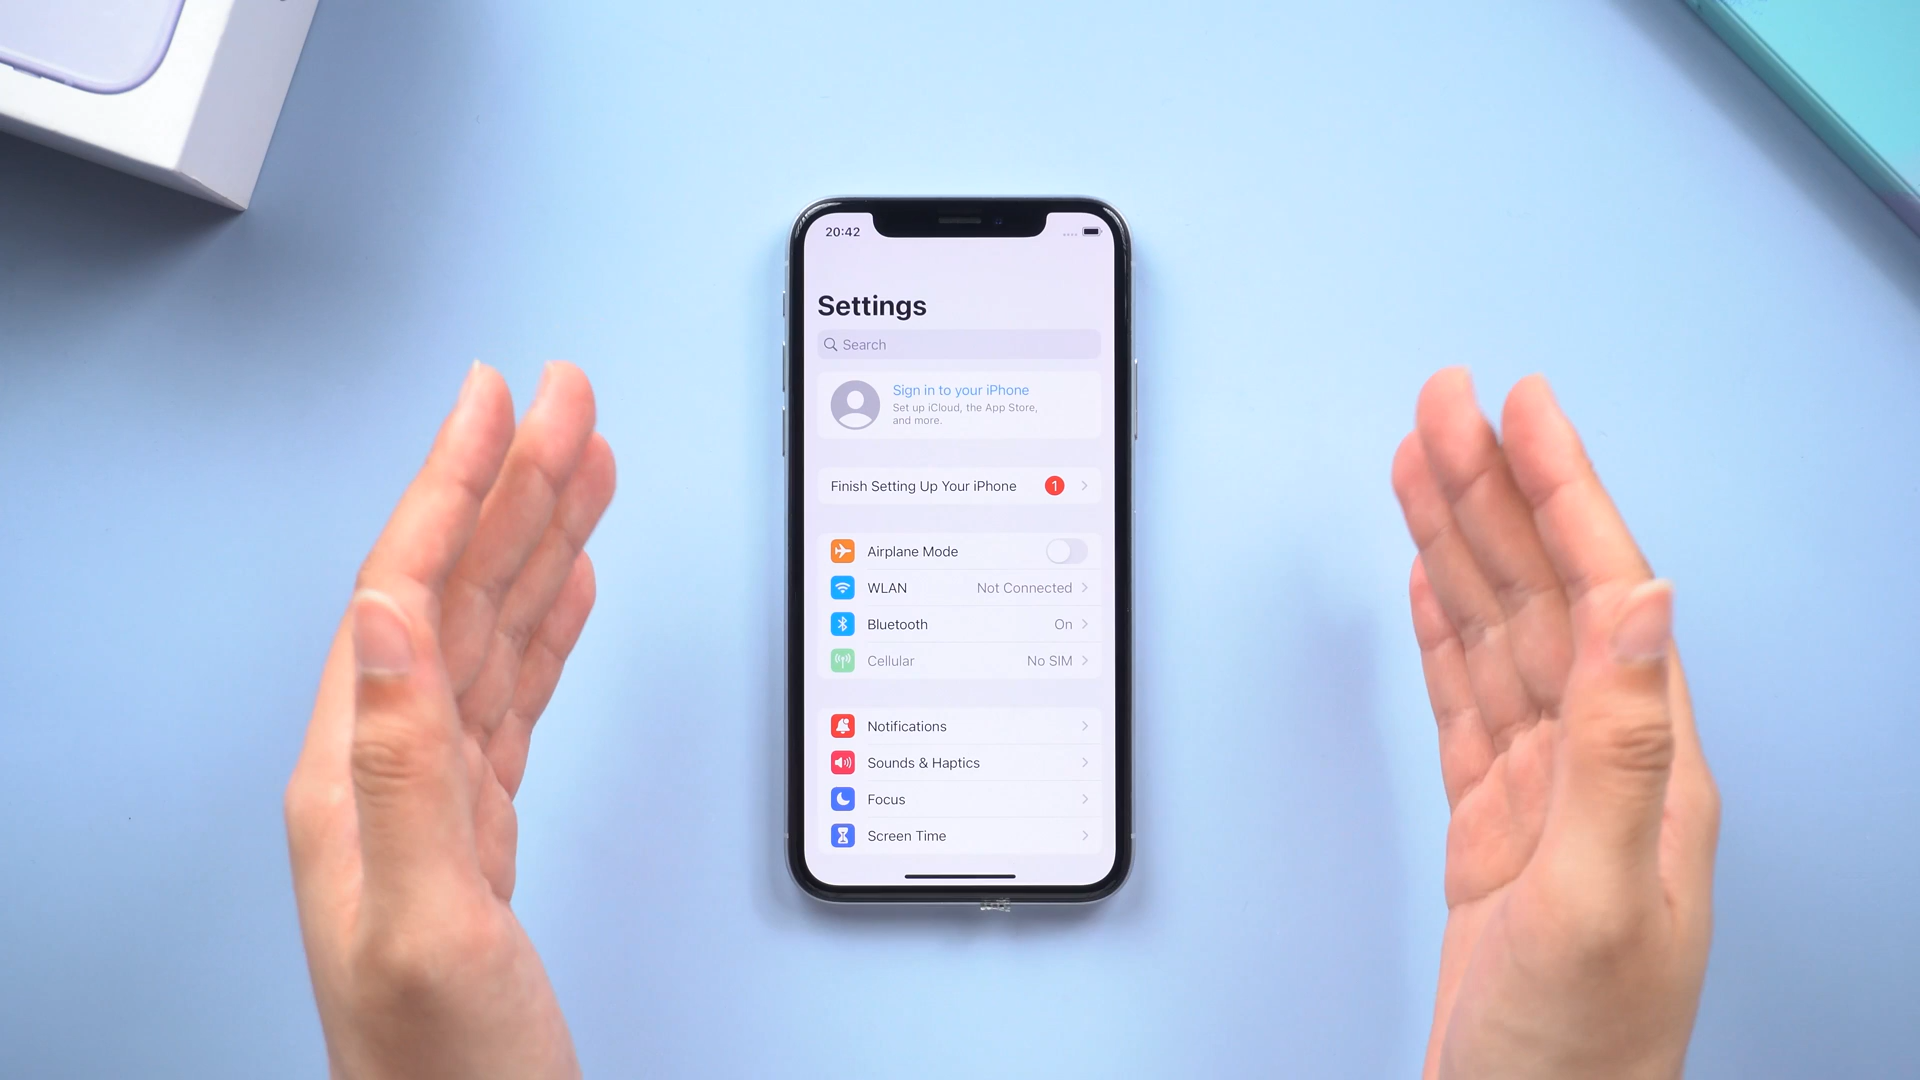 20:42
Settings
Search
Sign in to your iPhone
Set up iCloud, the App Store,
and more.
Finish Setting Up Your iPhone 1
Airplane Mode
WLAN Not Connected
Bluetooth On
Cellular No SIM
Notifications
Sounds & Haptics
Focus
Screen Time